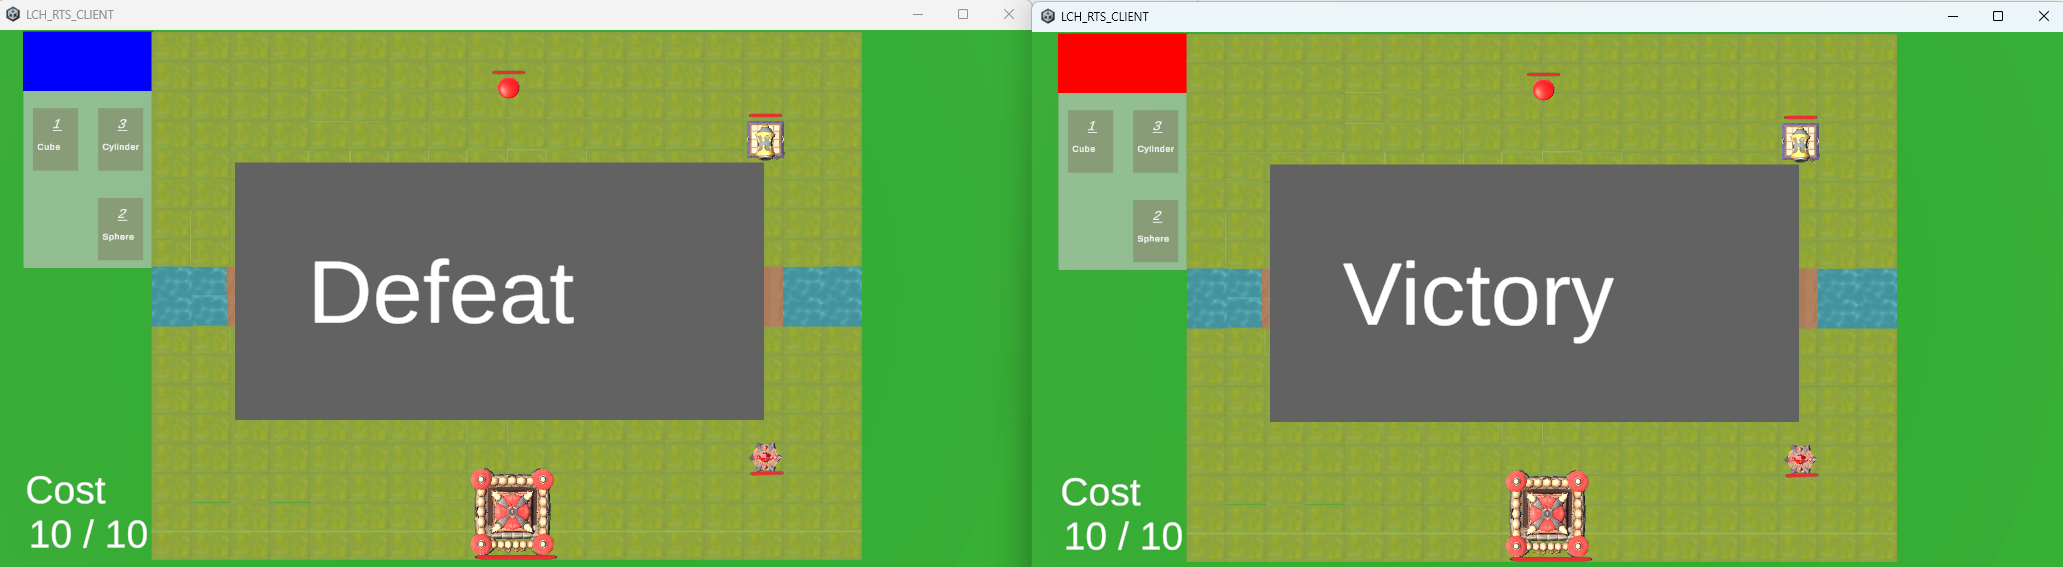 LCH_RTS_CLIENT
1
Cube
3
Cylinder
2
Sphere
Defeat
Cost
10 / 10
LCH_RTS_CLIENT
1
Cube
3
Cylinder
2
Sphere
Victory
Cost
10 / 10